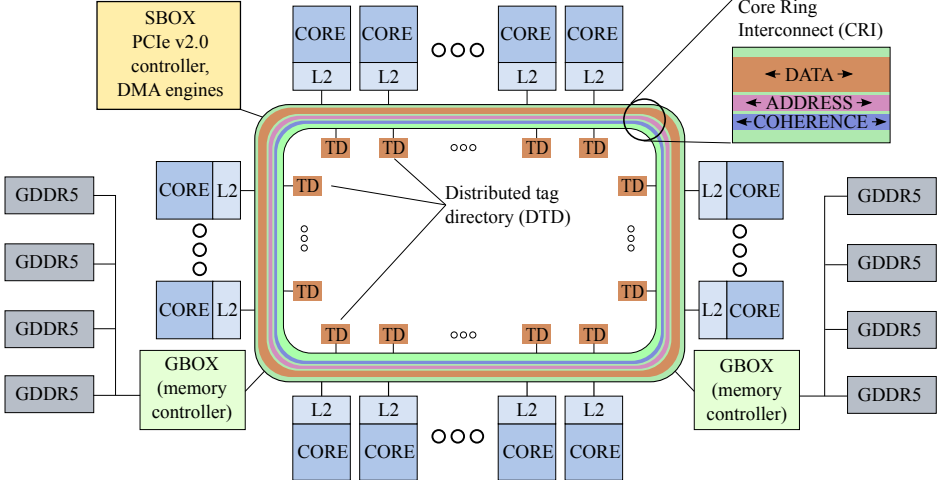 SBOX
PCIe v2.0
controller,
DMA engines
CORE
CORE
CORE
CORE
L2
L2
L2
L2
Core Ring
Interconnect (CRI)
DATA
ADDRESS
COHERENCE
TD
TD
TD
TD
GDDR5
GDDR5
GDDR5
GDDR5
CORE
L2
CORE
L2
TD
TD
Distributed tag
directory (DTD)
TD
TD
L2
CORE
L2
CORE
GDDR5
GDDR5
GDDR5
GDDR5
TD
TD
TD
TD
GBOX
(memory
controller)
GBOX
(memory
controller)
L2
L2
L2
L2
CORE
CORE
CORE
CORE